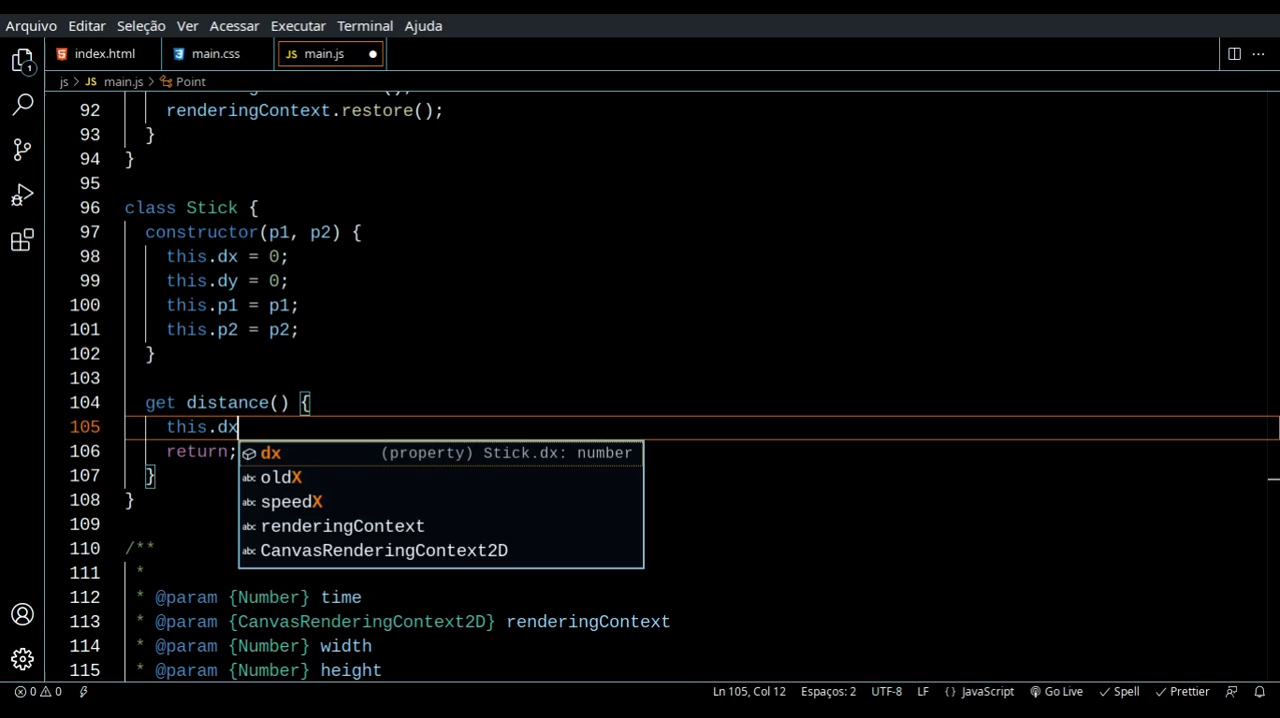 Arquivo Editar Seleção Ver Acessar Executar Terminal Ajuda
index.html main.css JS main.js
js > JS main.js > Point
1
92 renderingContext.restore();
93 }
94 }
95
96 class Stick {
97 constructor(p1, p2) {
98 this.dx = 0;
99 this.dy = 0;
100 this.p1 = p1;
101 this.p2 = p2;
102 }
103
104 get distance() {
105 this.dx
106 return;
dx (property) Stick.dx: number
107 }
abc oldX
108 }
abc speedX
109
abc renderingContext
110 /**
abc CanvasRenderingContext2D
111 *
112 * @param {Number} time
113 * @param {CanvasRenderingContext2D} renderingContext
114 * @param {Number} width
115 * @param {Number} height
0 0 Ln 105, Col 12 Espaços: 2 UTF-8 LF {} JavaScript Go Live Spell Prettier